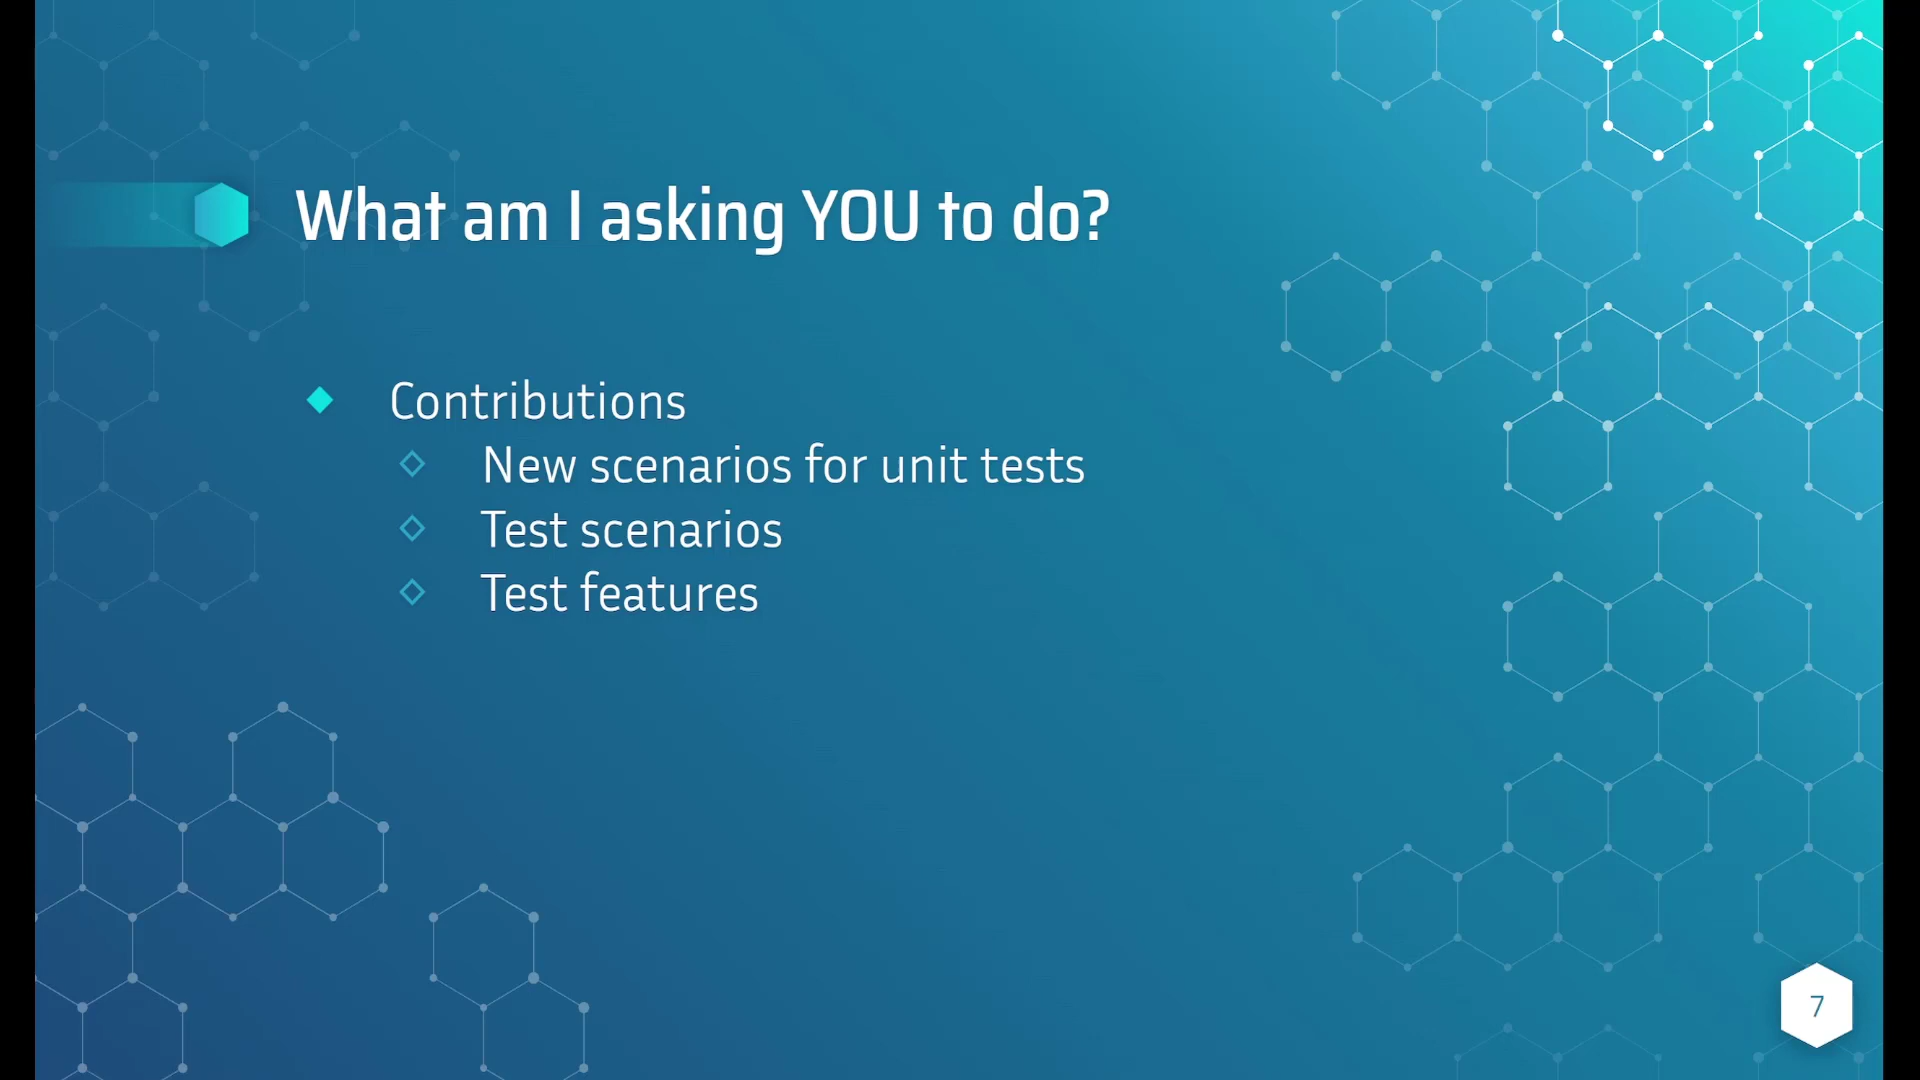 What am I asking YOU to do?
Contributions
New scenarios for unit tests
Test scenarios
Test features
7